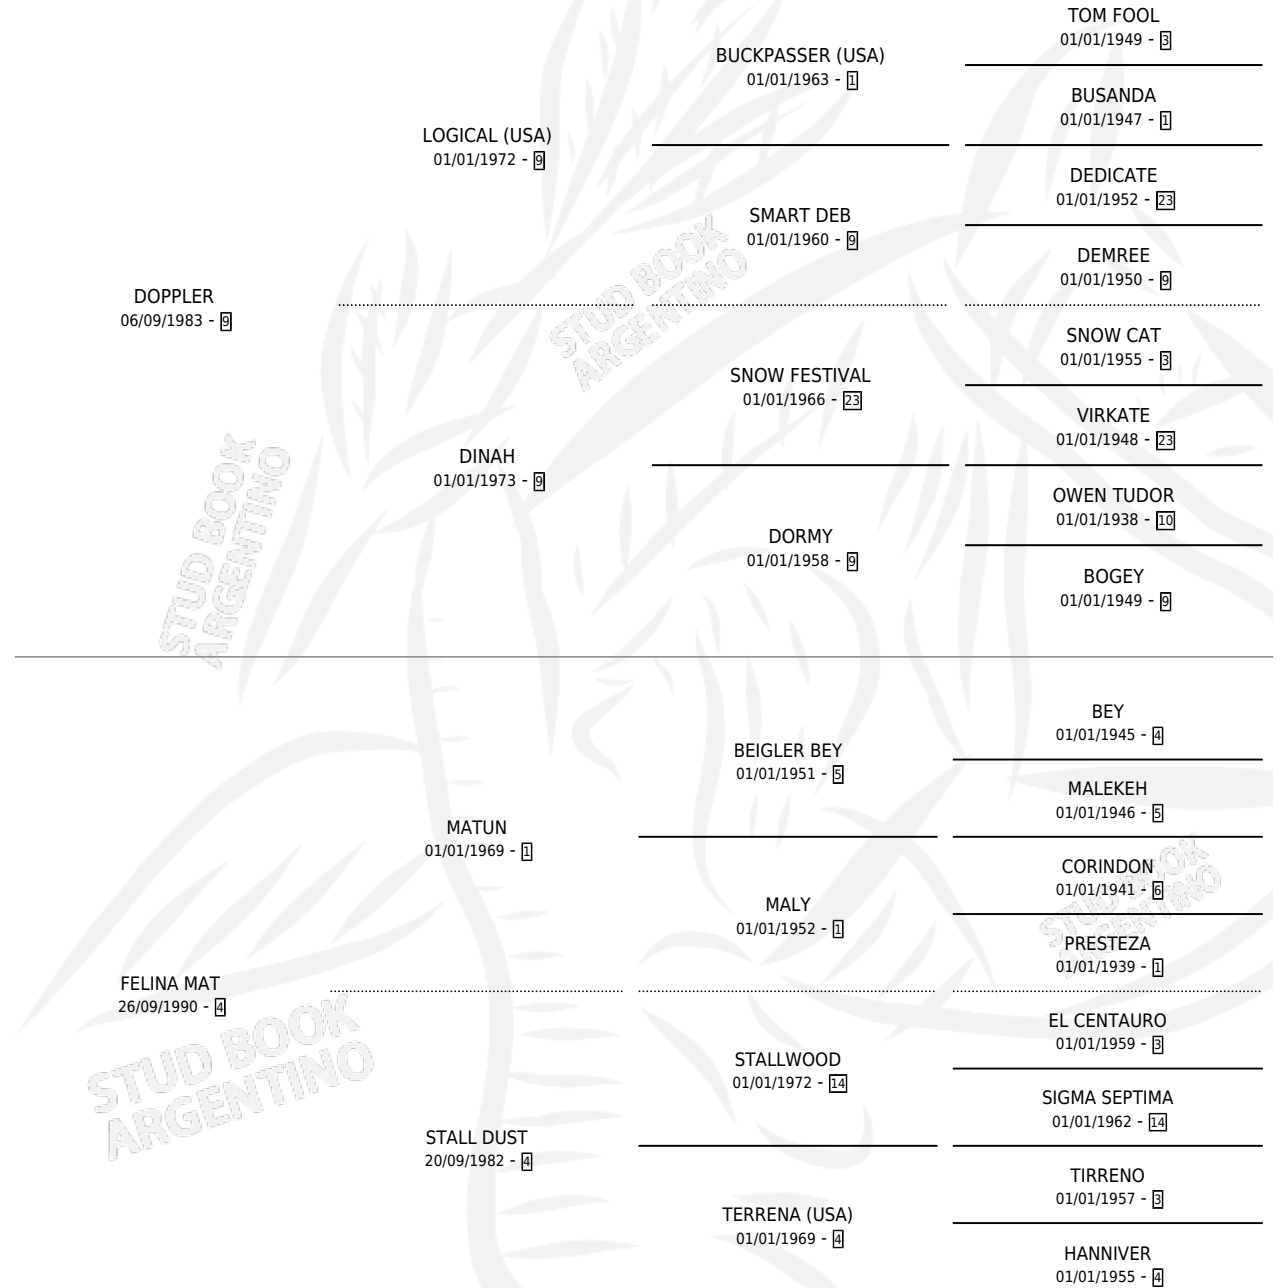 TOM FOOL
01/01/1949 - 3
BUCKPASSER (USA)
01/01/1963 - 1
BUSANDA
01/01/1947 - 1
LOGICAL (USA)
01/01/1972 - 9
DEDICATE
01/01/1952 - 23
SMART DEB
01/01/1960 - 9
DEMREE
01/01/1950 - 9
DOPPLER
06/09/1983 - 9
STUD BOOK
ARGENTINO
SNOW CAT
01/01/1955 - 3
SNOW FESTIVAL
01/01/1966 - 23
VIRKATE
01/01/1948 - 23
DINAH
01/01/1973 - 9
OWEN TUDOR
01/01/1938 - 10
DORMY
01/01/1958 - 9
BOGEY
01/01/1949 - 9
STUD BOOK
ARGENTINO
BEY
01/01/1945 - 4
BEIGLER BEY
01/01/1951 - 5
MALEKEH
01/01/1946 - 5
MATUN
01/01/1969 - 1
CORINDON
01/01/1941 - 6
MALY
01/01/1952 - 1
PRESTEZA
01/01/1939 - 1
STUD BOOK
ARGENTINO
FELINA MAT
26/09/1990 - 4
EL CENTAURO
01/01/1959 - 3
STALLWOOD
01/01/1972 - 14
SIGMA SEPTIMA
01/01/1962 - 14
STUD BOOK
ARGENTINO
STALL DUST
20/09/1982 - 4
TIRRENO
01/01/1957 - 3
TERRENA (USA)
01/01/1969 - 4
HANNIVER
01/01/1955 - 4